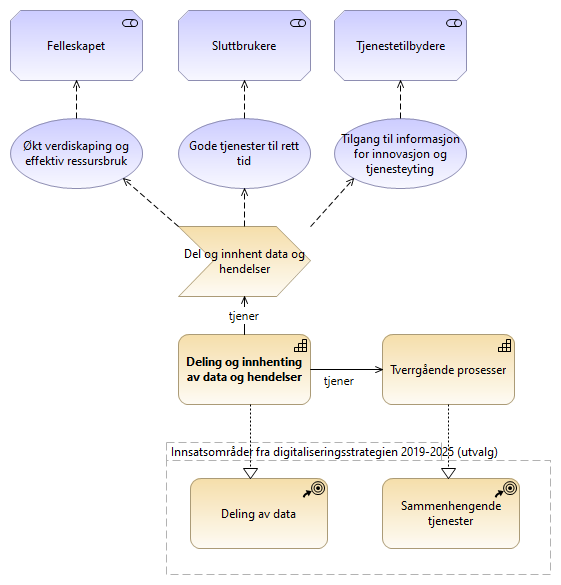 Felleskapet
Sluttbrukere
Tjenestetilbydere
Økt verdiskaping og
effektiv ressursbruk
Gode tjenester til rett
tid
Tilgang til informasjon
for innovasjon og
tjenesteyting
Del og innhent data og
hendelser
tjener
Deling og innhenting
av data og hendelser
tjener
Tverrgående prosesser
Innsatsområder fra digitaliseringsstrategien 2019-2025 (utvalg)
Deling av data
Sammenhengende
tjenester